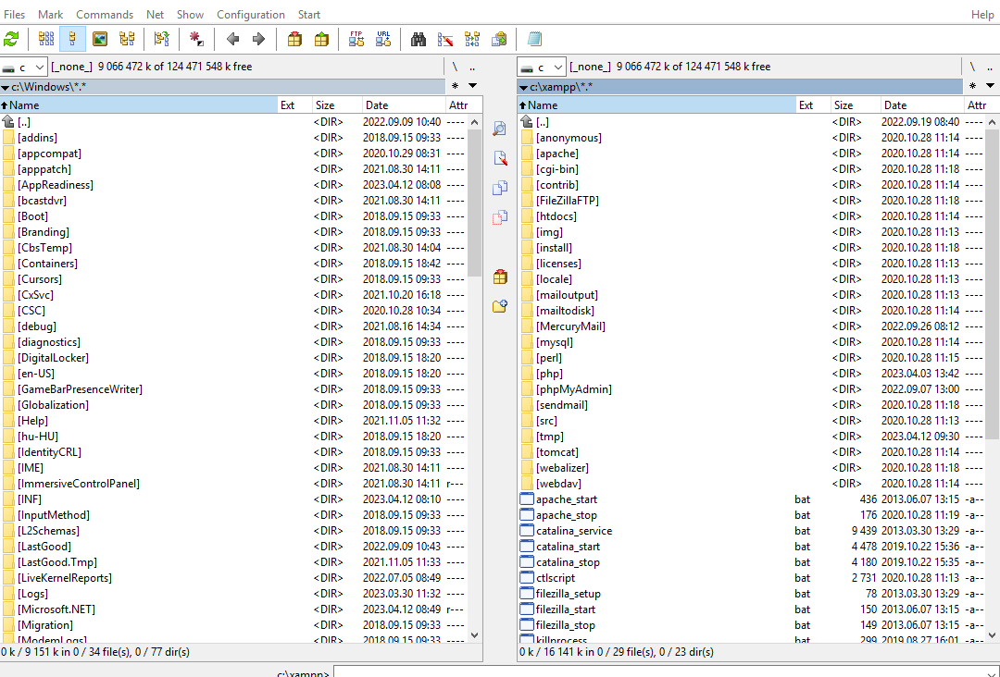 Files Mark Commands Net Show Configuration Start Help
FTP URL
c [_none_] 9 066 472 k of 124 471 548 k free \ ..
c:\Windows\*.* * 
Name Ext Size Date Attr
[..] <DIR> 2022.09.09 10:40 ----
[addins] <DIR> 2018.09.15 09:33 ----
[appcompat] <DIR> 2020.10.29 08:31 ----
[apppatch] <DIR> 2021.08.30 14:11 ----
[AppReadiness] <DIR> 2023.04.12 08:08 ----
[bcastdvr] <DIR> 2021.08.30 14:11 ----
[Boot] <DIR> 2018.09.15 09:33 ----
[Branding] <DIR> 2018.09.15 09:33 ----
[CbsTemp] <DIR> 2021.08.30 14:04 ----
[Containers] <DIR> 2018.09.15 18:42 ----
[Cursors] <DIR> 2018.09.15 09:33 ----
[CxSvc] <DIR> 2021.10.20 16:18 ----
[CSC] <DIR> 2020.10.28 10:34 ----
[debug] <DIR> 2021.08.16 14:34 ----
[diagnostics] <DIR> 2018.09.15 09:33 ----
[DigitalLocker] <DIR> 2018.09.15 18:20 ----
[en-US] <DIR> 2018.09.15 18:20 ----
[GameBarPresenceWriter] <DIR> 2018.09.15 09:33 ----
[Globalization] <DIR> 2018.09.15 09:33 ----
[Help] <DIR> 2021.11.05 11:32 ----
[hu-HU] <DIR> 2018.09.15 18:20 ----
[IdentityCRL] <DIR> 2018.09.15 09:33 ----
[IME] <DIR> 2021.08.30 14:11 ----
[ImmersiveControlPanel] <DIR> 2021.08.30 14:11 r---
[INF] <DIR> 2023.04.12 08:10 ----
[InputMethod] <DIR> 2018.09.15 09:33 ----
[L2Schemas] <DIR> 2018.09.15 09:33 ----
[LastGood] <DIR> 2022.09.09 10:43 ----
[LastGood.Tmp] <DIR> 2021.11.05 11:33 ----
[LiveKernelReports] <DIR> 2022.07.05 08:49 ----
[Logs] <DIR> 2023.03.30 11:32 ----
[Microsoft.NET] <DIR> 2023.04.12 08:49 r---
[Migration] <DIR> 2018.09.15 09:33 ----
[ModemLogs] <DIR> 2018.09.15 09:33 ----
0 k / 9 151 k in 0 / 34 file(s), 0 / 77 dir(s)
c [_none_] 9 066 472 k of 124 471 548 k free \ ..
c:\xampp\*.* *
Name Ext Size Date Attr
[..] <DIR> 2022.09.19 08:40 ----
[anonymous] <DIR> 2020.10.28 11:14 ----
[apache] <DIR> 2020.10.28 11:14 ----
[cgi-bin] <DIR> 2020.10.28 11:18 ----
[contrib] <DIR> 2020.10.28 11:14 ----
[FileZillaFTP] <DIR> 2020.10.28 11:18 ----
[htdocs] <DIR> 2020.10.28 11:14 ----
[img] <DIR> 2020.10.28 11:13 ----
[install] <DIR> 2020.10.28 11:18 ----
[licenses] <DIR> 2020.10.28 11:13 ----
[locale] <DIR> 2020.10.28 11:13 ----
[mailoutput] <DIR> 2020.10.28 11:13 ----
[mailtodisk] <DIR> 2020.10.28 11:14 ----
[MercuryMail] <DIR> 2022.09.26 08:12 ----
[mysql] <DIR> 2020.10.28 11:14 ----
[perl] <DIR> 2020.10.28 11:15 ----
[php] <DIR> 2023.04.03 13:42 ----
[phpMyAdmin] <DIR> 2022.09.07 13:00 ----
[sendmail] <DIR> 2020.10.28 11:18 ----
[src] <DIR> 2020.10.28 11:13 ----
[tmp] <DIR> 2023.04.12 09:30 ----
[tomcat] <DIR> 2020.10.28 11:14 ----
[webalizer] <DIR> 2020.10.28 11:18 ----
[webdav] <DIR> 2020.10.28 11:14 ----
apache_start bat 436 2013.06.07 13:15 -a--
apache_stop bat 176 2020.10.28 11:19 -a--
catalina_service bat 9 439 2013.03.30 13:29 -a--
catalina_start bat 4 478 2019.10.22 15:36 -a--
catalina_stop bat 4 180 2019.10.22 15:35 -a--
ctlscript bat 2 731 2020.10.28 11:13 -a--
filezilla_setup bat 78 2013.03.30 13:29 -a--
filezilla_start bat 150 2013.06.07 13:15 -a--
filezilla_stop bat 149 2013.06.07 13:15 -a--
killprocess bat 299 2019.08.27 16:01 -a--
0 k / 16 141 k in 0 / 29 file(s), 0 / 23 dir(s)
c:\xampp>